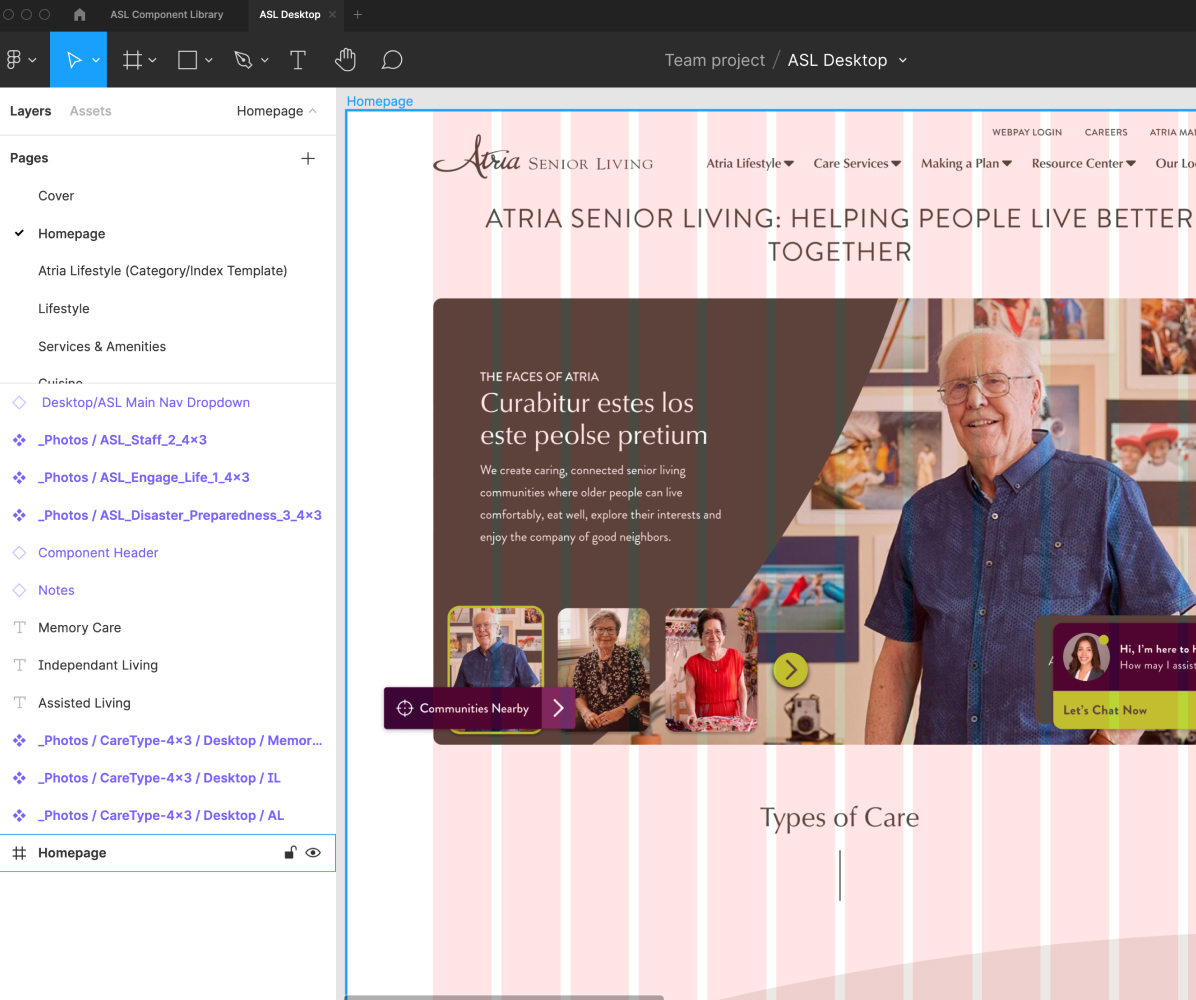 ASL Component Library
ASL Desktop
Team project / ASL Desktop
Layers
Assets
Homepage
Pages
Cover
Homepage
Atria Lifestyle (Category/Index Template)
Lifestyle
Services & Amenities
Cuisine
Desktop/ASL Main Nav Dropdown
_Photos / ASL_Staff_2_4×3
_Photos / ASL_Engage_Life_1_4×3
_Photos / ASL_Disaster_Preparedness_3_4×3
Component Header
Notes
Memory Care
Independant Living
Assisted Living
_Photos / CareType-4×3 / Desktop / Memor...
_Photos / CareType-4×3 / Desktop / IL
_Photos / CareType-4×3 / Desktop / AL
Homepage
Homepage
WEBPAY LOGIN CAREERS ATRIA MAN
Atria SENIOR LIVING
Atria Lifestyle Care Services Making a Plan Resource Center Our Lo
ATRIA SENIOR LIVING: HELPING PEOPLE LIVE BETTER
TOGETHER
THE FACES OF ATRIA
Curabitur estes los
este peolse pretium
We create caring, connected senior living
communities where older people can live
comfortably, eat well, explore their interests and
enjoy the company of good neighbors.
Communities Nearby
A
Hi, I'm here to h
How may I assist
Let's Chat Now
Types of Care